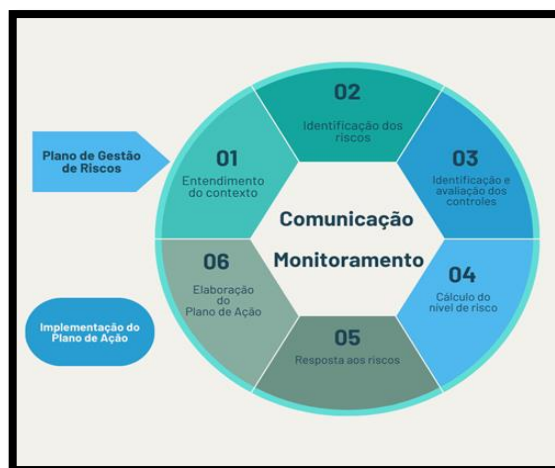 Plano de Gestão
de Riscos
01
Entendimento
do contexto
02
Identificação dos
riscos
03
Identificação e
avaliação dos
controles
04
Cálculo do
nível de risco
05
Resposta aos riscos
06
Elaboração
do
Plano de Ação
Comunicação
Monitoramento
Implementação do
Plano de Ação